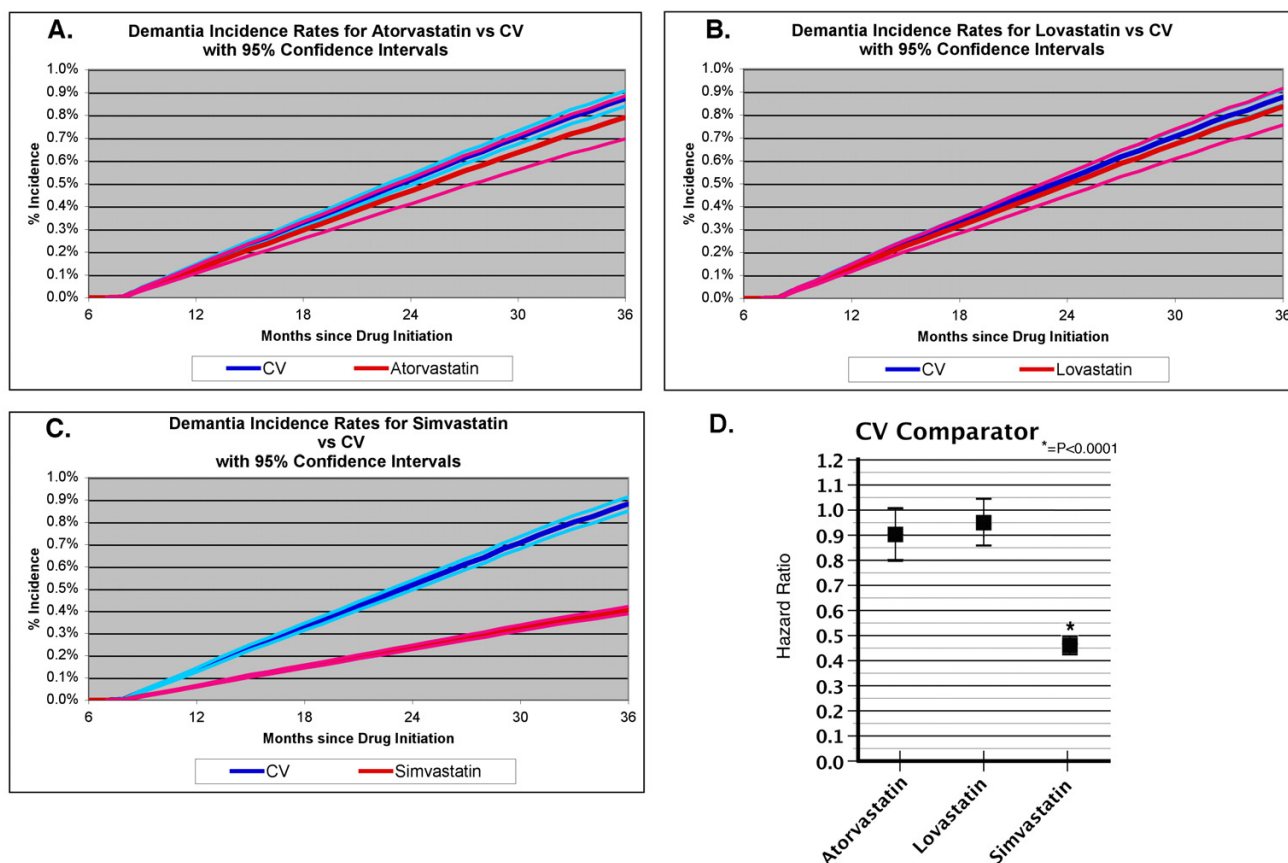 A.
Demantia Incidence Rates for Atorvastatin vs CV
with 95% Confidence Intervals
% Incidence
1.0%
0.9%
0.8%
0.7%
0.6%
0.5%
0.4%
0.3%
0.2%
0.1%
0.0%
6 12 18 24 30 36
Months since Drug Initiation
CV Atorvastatin
B.
Demantia Incidence Rates for Lovastatin vs CV
with 95% Confidence Intervals
% Incidence
1.0%
0.9%
0.8%
0.7%
0.6%
0.5%
0.4%
0.3%
0.2%
0.1%
0.0%
6 12 18 24 30 36
Months since Drug Initiation
CV Lovastatin
C.
Demantia Incidence Rates for Simvastatin
vs CV
with 95% Confidence Intervals
% Incidence
1.0%
0.9%
0.8%
0.7%
0.6%
0.5%
0.4%
0.3%
0.2%
0.1%
0.0%
6 12 18 24 30 36
Months since Drug Initiation
CV Simvastatin
D.
CV Comparator
*=P<0.0001
Hazard Ratio
1.2
1.1
1.0
0.9
0.8
0.7
0.6
0.5
0.4
0.3
0.2
0.1
0.0
*
Atorvastatin
Lovastatin
Simvastatin